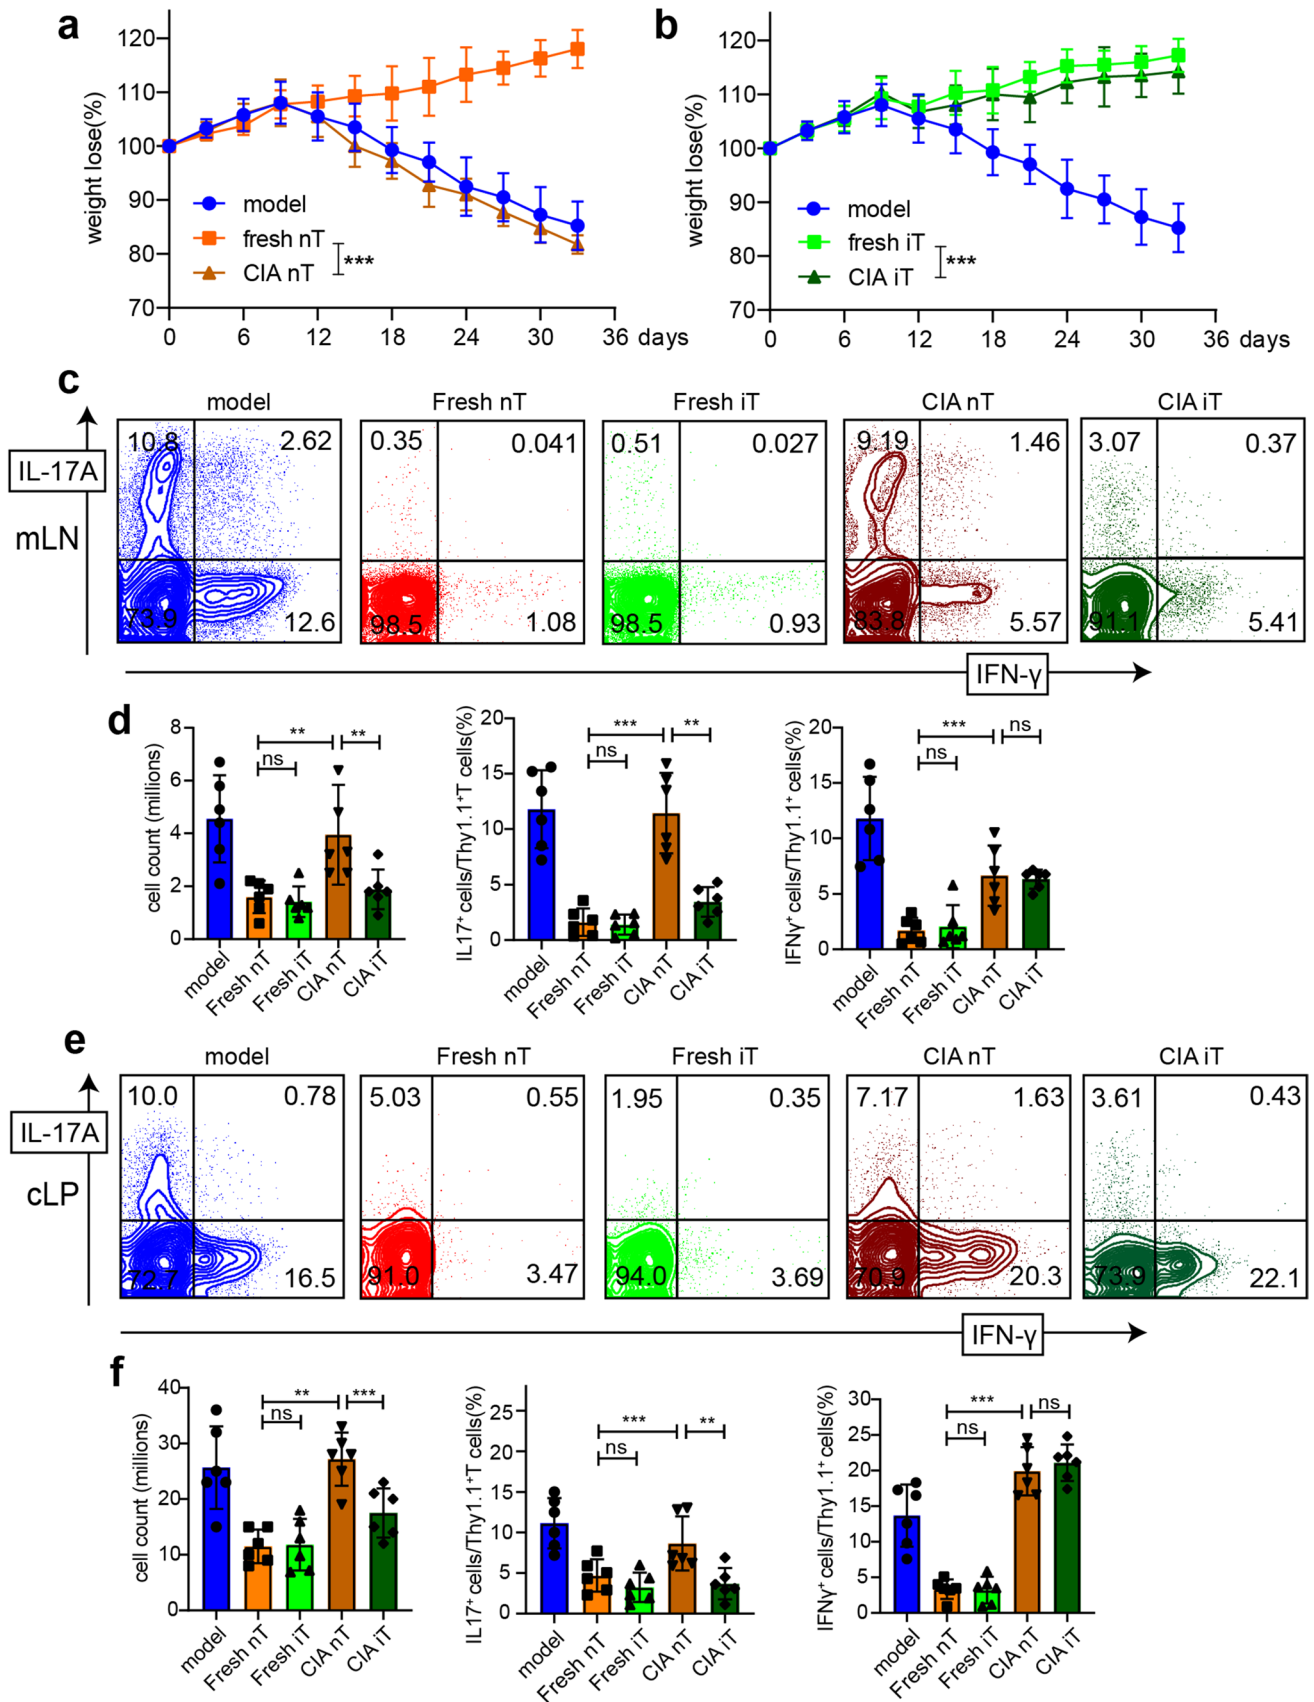 a
120
110
100
90
80
70
weight lose(%)
model
fresh nT
CIA nT
***
0 6 12 18 24 30 36 days
b
120
110
100
90
80
70
weight lose(%)
model
fresh iT
CIA iT
***
0 6 12 18 24 30 36 days
c
model Fresh nT Fresh iT CIA nT CIA iT
IL-17A
mLN
10.8 2.62 0.35 0.041 0.51 0.027 9.19 1.46 3.07 0.37
73.9 12.6 98.5 1.08 98.5 0.93 83.8 5.57 91.1 5.41
IFN-γ
d
8
6
4
2
0
cell count (millions)
** **
ns
model Fresh nT Fresh iT CIA nT CIA iT
20
15
10
5
0
IL17⁺ cells/Thy1.1⁺T cells(%)
*** **
ns
model Fresh nT Fresh iT CIA nT CIA iT
20
15
10
5
0
IFNγ⁺ cells/Thy1.1⁺ cells(%)
*** ns
ns
model Fresh nT Fresh iT CIA nT CIA iT
e
model Fresh nT Fresh iT CIA nT CIA iT
IL-17A
cLP
10.0 0.78 5.03 0.55 1.95 0.35 7.17 1.63 3.61 0.43
72.7 16.5 91.0 3.47 94.0 3.69 70.9 20.3 73.9 22.1
IFN-γ
f
40
30
20
10
0
cell count (millions)
** ***
ns
model Fresh nT Fresh iT CIA nT CIA iT
25
20
15
10
5
0
IL17⁺ cells/Thy1.1⁺T cells(%)
*** **
ns
model Fresh nT Fresh iT CIA nT CIA iT
30
25
20
15
10
5
0
IFNγ⁺ cells/Thy1.1⁺ cells(%)
*** ns
ns
model Fresh nT Fresh iT CIA nT CIA iT